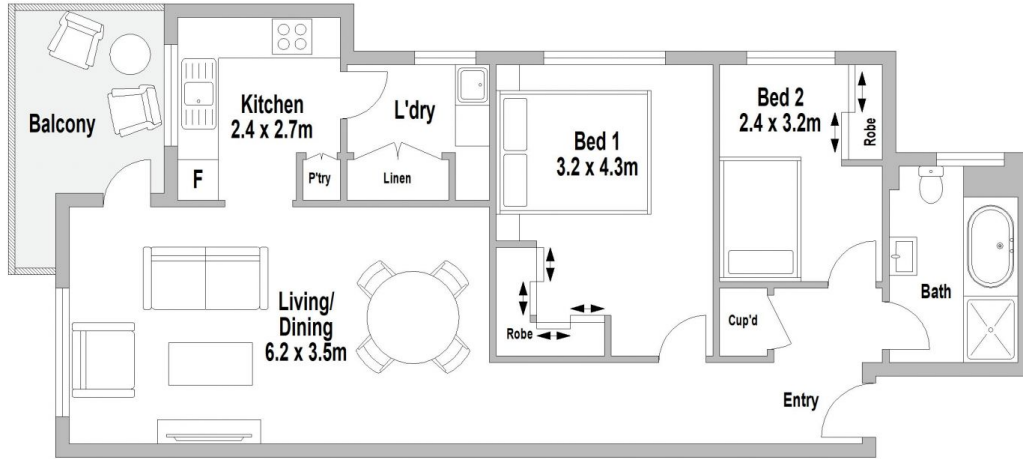 Balcony
Kitchen
2.4 x 2.7m
F
P'try
L'dry
Linen
Bed 1
3.2 x 4.3m
Robe
Bed 2
2.4 x 3.2m
Robe
Living/
Dining
6.2 x 3.5m
Cup'd
Bath
Entry